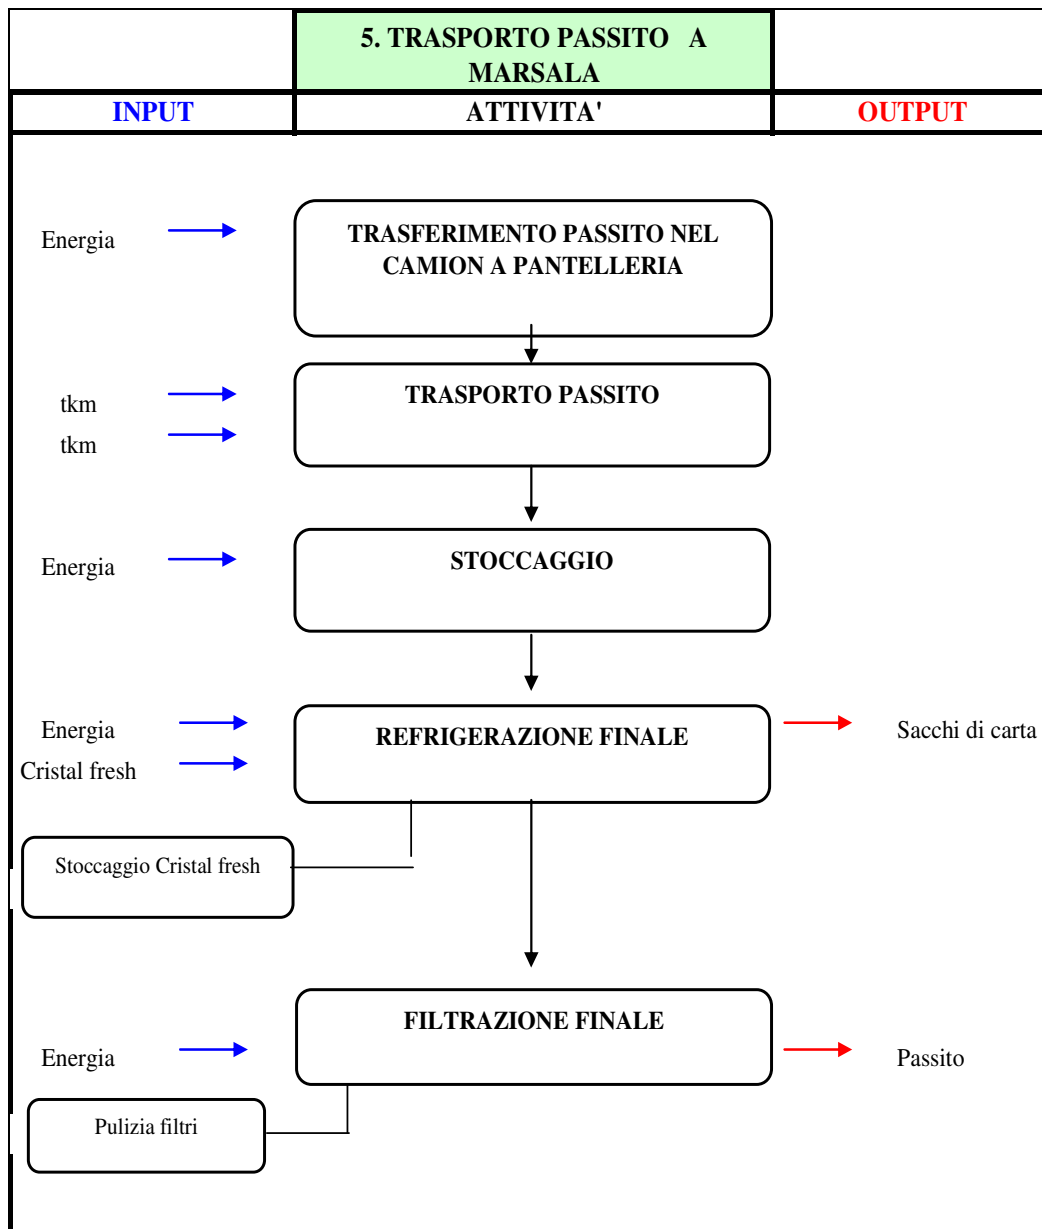 5. TRASPORTO PASSITO A
MARSALA
INPUT
ATTIVITA'
OUTPUT
Energia
TRASFERIMENTO PASSITO NEL
CAMION A PANTELLERIA
tkm
tkm
TRASPORTO PASSITO
Energia
STOCCAGGIO
Energia
Cristal fresh
REFRIGERAZIONE FINALE
Sacchi di carta
Stoccaggio Cristal fresh
Energia
FILTRAZIONE FINALE
Passito
Pulizia filtri